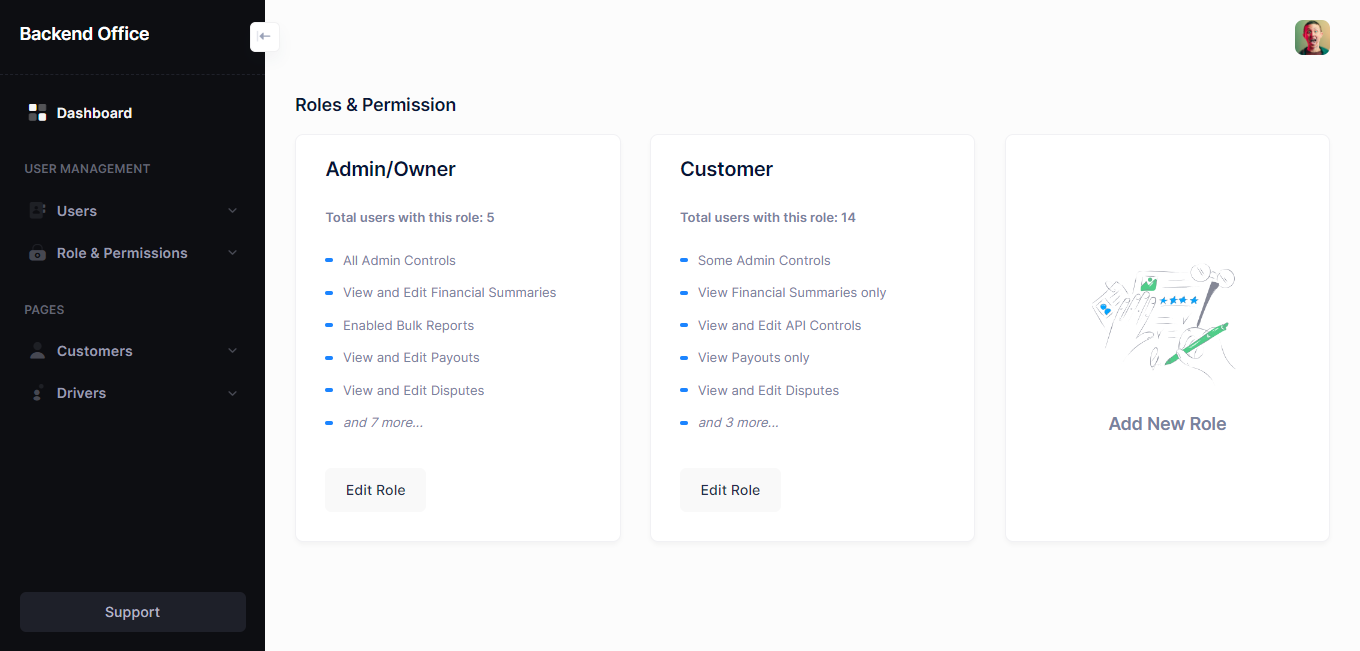 Backend Office
Dashboard
USER MANAGEMENT
Users
Role & Permissions
PAGES
Customers
Drivers
Support
Roles & Permission
Admin/Owner
Total users with this role: 5
All Admin Controls
View and Edit Financial Summaries
Enabled Bulk Reports
View and Edit Payouts
View and Edit Disputes
and 7 more...
Edit Role
Customer
Total users with this role: 14
Some Admin Controls
View Financial Summaries only
View and Edit API Controls
View Payouts only
View and Edit Disputes
and 3 more...
Edit Role
Add New Role